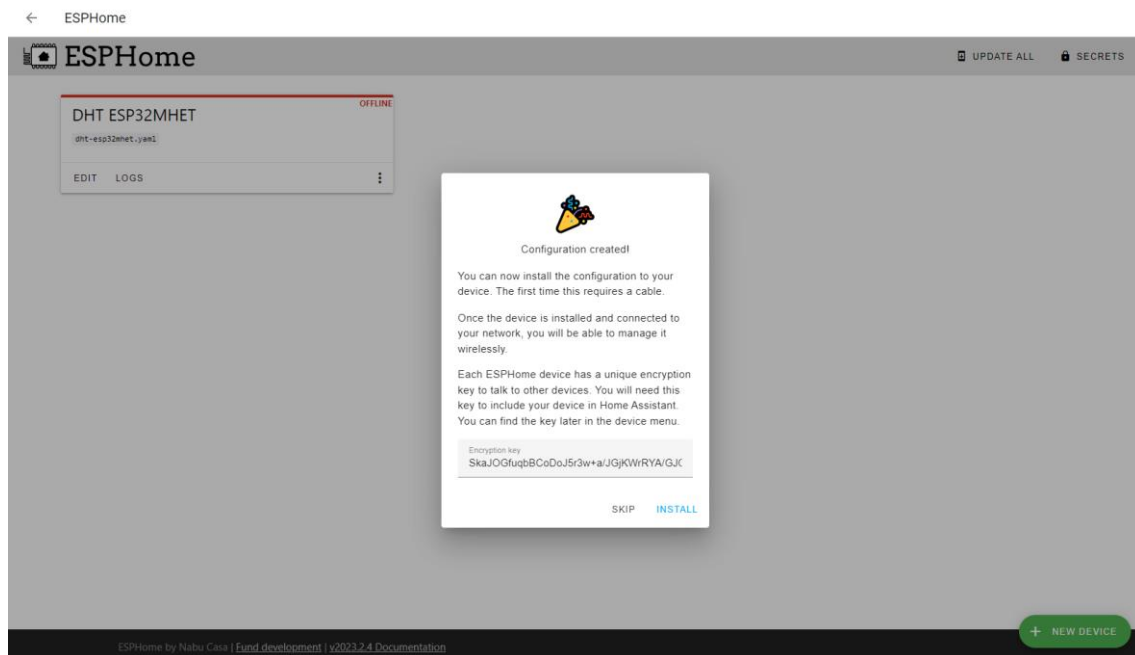 ESPHome
ESPHome
UPDATE ALL
SECRETS
OFFLINE
DHT ESP32MHET
dht-esp32mhet.yaml
EDIT
LOGS
Configuration created!
You can now install the configuration to your
device. The first time this requires a cable.
Once the device is installed and connected to
your network, you will be able to manage it
wirelessly.
Each ESPHome device has a unique encryption
key to talk to other devices. You will need this
key to include your device in Home Assistant.
You can find the key later in the device menu.
Encryption key
SkaJOGfuqbBCoDoJ5r3w+a/JGjKWrRYA/GJ
SKIP
INSTALL
NEW DEVICE
ESPHome by Nabu Casa | Fund development | v2023.2.4 Documentation